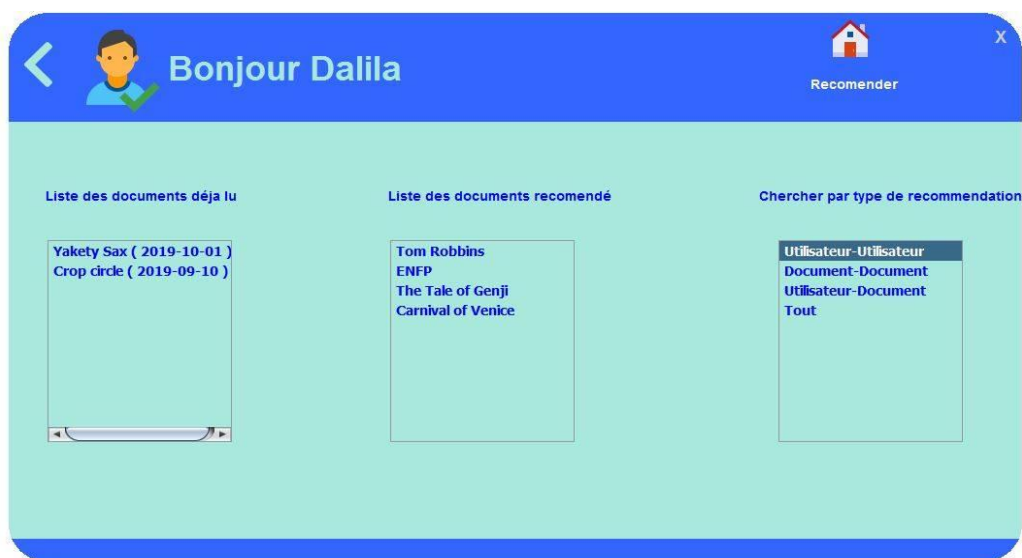 Bonjour Dalila
Recomender
X
Liste des documents déja lu
Yakety Sax ( 2019-10-01 )
Crop circle ( 2019-09-10 )
Liste des documents recomendé
Tom Robbins
ENFP
The Tale of Genji
Carnival of Venice
Chercher par type de recommendation
Utilisateur-Utilisateur
Document-Document
Utilisateur-Document
Tout